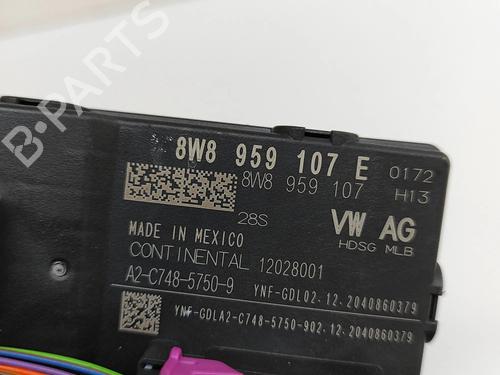 8W8 959 107 E 0172
8W8 959 107 H13
28S
VW AG
HDSG MLB
MADE IN MEXICO
CONTINENTAL 12028001
A2-C748-5750-9 YNF-GDL02.12.2040860379
YNF-GDLA2-C748-5750-902.12.2040860379
B-PARTS